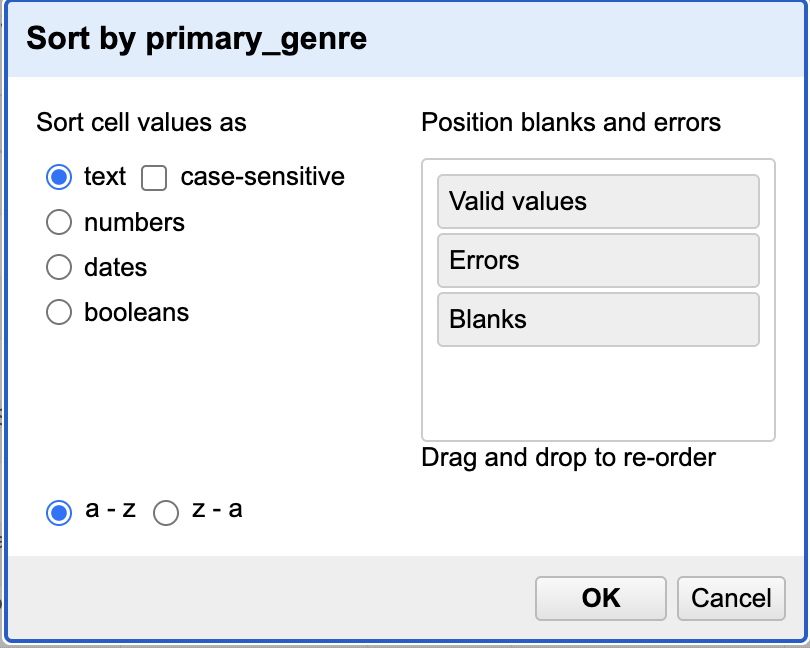 Sort by primary_genre
Sort cell values as
text case-sensitive
numbers
dates
booleans
Position blanks and errors
Valid values
Errors
Blanks
Drag and drop to re-order
a - z z - a
OK Cancel